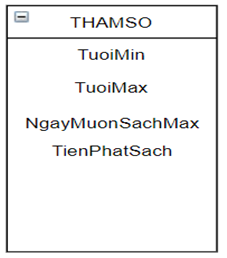 THAMSO
TuoiMin
TuoiMax
NgayMuonSachMax
TienPhatSach